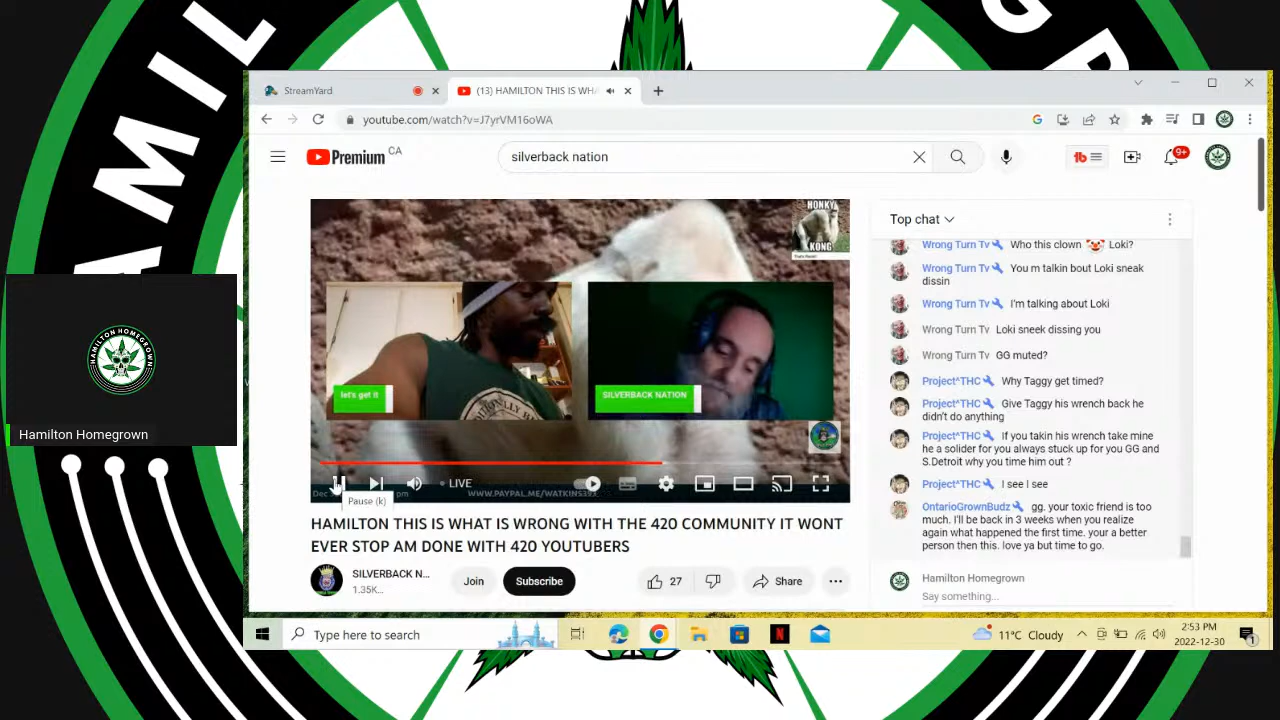 HAMIL
GR
StreamYard
(13) HAMILTON THIS IS WHA
youtube.com/watch?v=J7yrVM16oWA
Premium CA
silverback nation
9+
HONKY
KONG
let's get it
SILVERBACK NATION
LIVE
WWW.PAYPAL.ME/WATKINS393
Pause (k)
HAMILTON THIS IS WHAT IS WRONG WITH THE 420 COMMUNITY IT WONT
EVER STOP AM DONE WITH 420 YOUTUBERS
SILVERBACK N...
1.35K...
Join
Subscribe
27
Share
Top chat
Wrong Turn Tv Who this clown 🤡 Loki?
Wrong Turn Tv You m talkin bout Loki sneak
dissin
Wrong Turn Tv I'm talking about Loki
Wrong Turn Tv Loki sneek dissing you
Wrong Turn Tv GG muted?
Project^THC Why Taggy get timed?
Project^THC Give Taggy his wrench back he
didn't do anything
Project^THC If you takin his wrench take mine
he a solider for you always stuck up for you GG and
S.Detroit why you time him out ?
Project^THC I see I see
OntarioGrownBudz gg. your toxic friend is too
much. I'll be back in 3 weeks when you realize
again what happened the first time. your a better
person then this. love ya but time to go.
Hamilton Homegrown
Say something...
HAMILTON HOMEGROWN
Hamilton Homegrown
Type here to search
11°C Cloudy
2:53 PM
2022-12-30
1